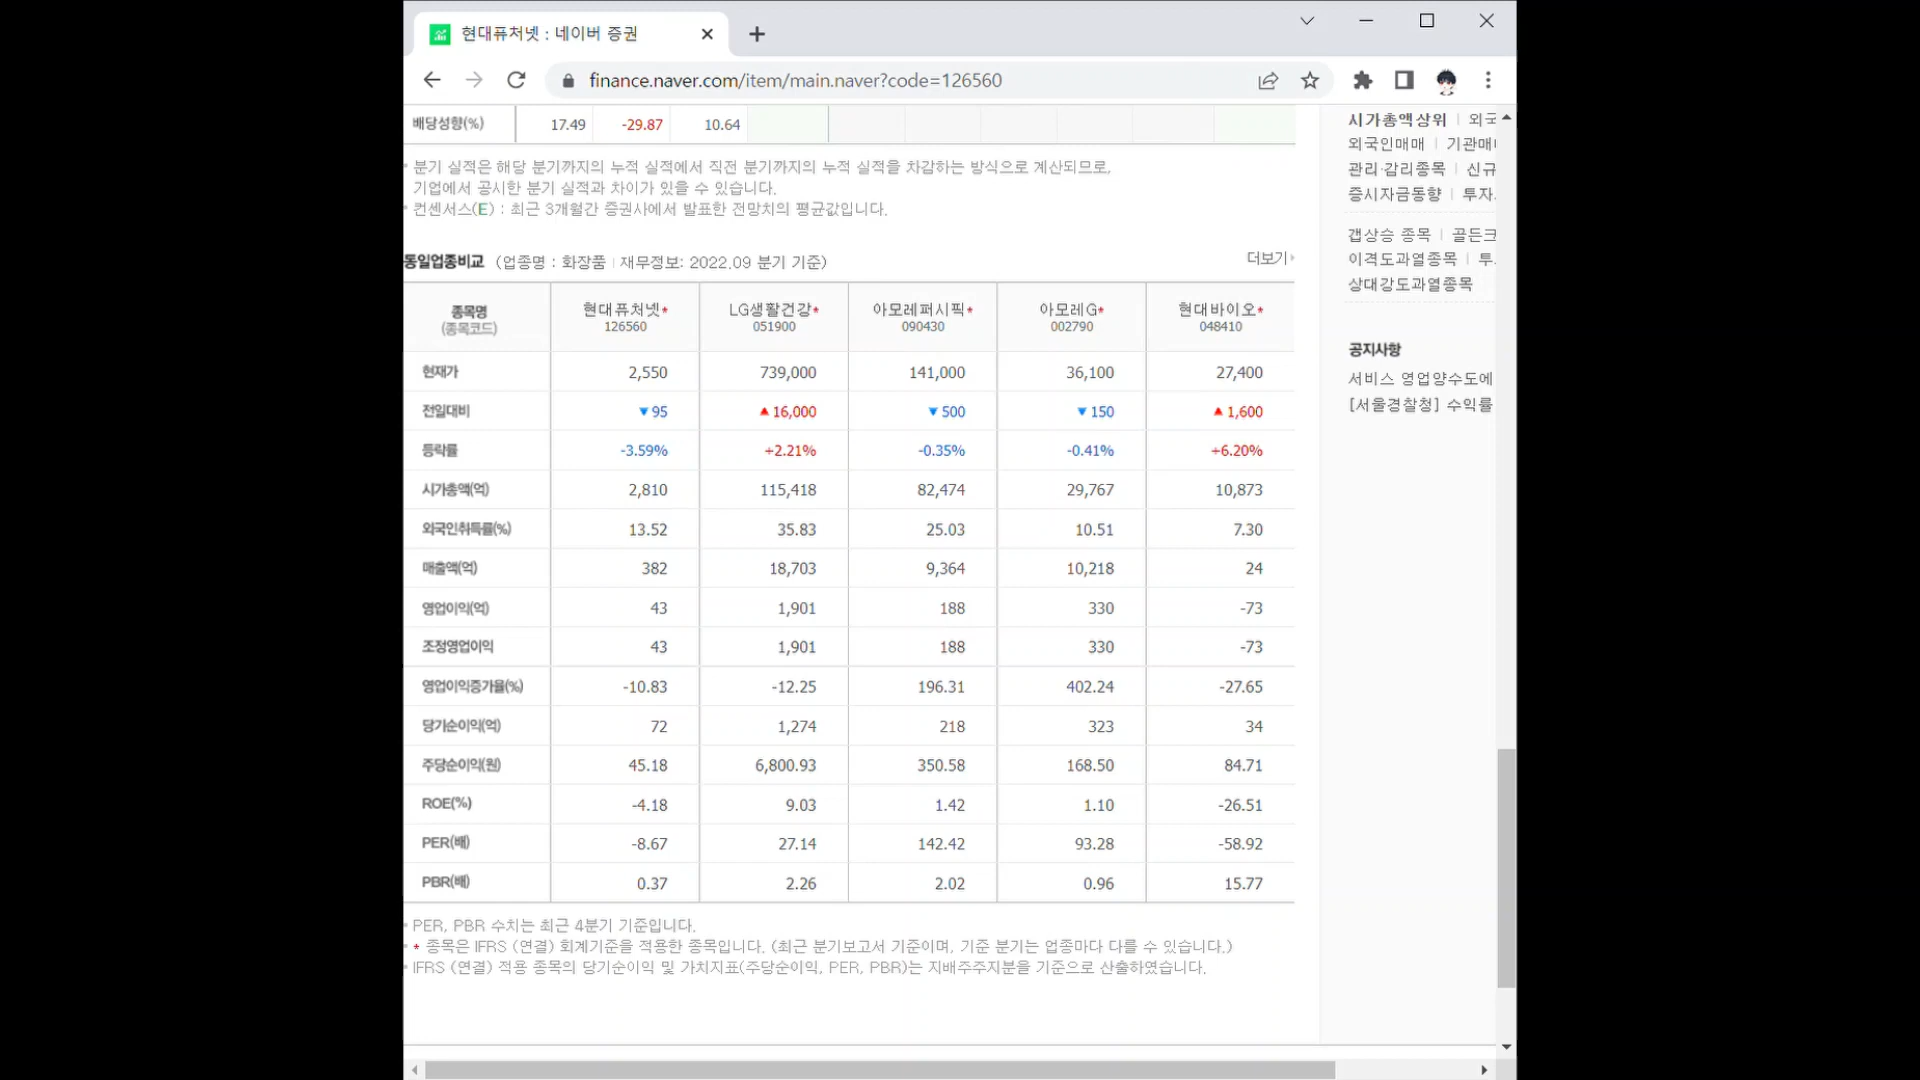 현대퓨처넷 : 네이버 증권
finance.naver.com/item/main.naver?code=126560
배당성향(%) 17.49 -29.87 10.64
분기 실적은 해당 분기까지의 누적 실적에서 직전 분기까지의 누적 실적을 차감하는 방식으로 계산되므로,
기업에서 공시한 분기 실적과 차이가 있을 수 있습니다.
컨센서스(E) : 최근 3개월간 증권사에서 발표한 전망치의 평균값입니다.
동일업종비교 (업종명 : 화장품 | 재무정보: 2022.09 분기 기준) 더보기
종목명 현대퓨처넷* LG생활건강* 아모레퍼시픽* 아모레G* 현대바이오*
(종목코드) 126560 051900 090430 002790 048410
현재가 2,550 739,000 141,000 36,100 27,400
전일대비 ▼95 ▲16,000 ▼500 ▼150 ▲1,600
등락률 -3.59% +2.21% -0.35% -0.41% +6.20%
시가총액(억) 2,810 115,418 82,474 29,767 10,873
외국인취득률(%) 13.52 35.83 25.03 10.51 7.30
매출액(억) 382 18,703 9,364 10,218 24
영업이익(억) 43 1,901 188 330 -73
조정영업이익 43 1,901 188 330 -73
영업이익증가율(%) -10.83 -12.25 196.31 402.24 -27.65
당기순이익(억) 72 1,274 218 323 34
주당순이익(원) 45.18 6,800.93 350.58 168.50 84.71
ROE(%) -4.18 9.03 1.42 1.10 -26.51
PER(배) -8.67 27.14 142.42 93.28 -58.92
PBR(배) 0.37 2.26 2.02 0.96 15.77
PER, PBR 수치는 최근 4분기 기준입니다.
* 종목은 IFRS (연결) 회계기준을 적용한 종목입니다. (최근 분기보고서 기준이며, 기준 분기는 업종마다 다를 수 있습니다.)
IFRS (연결) 적용 종목의 당기순이익 및 가치지표(주당순이익, PER, PBR)는 지배주주지분을 기준으로 산출하였습니다.
시가총액상위 | 외국
외국인매매 | 기관매매
관리·감리종목 | 신규
증시자금동향 | 투자
갭상승 종목 | 골든크
이격도과열종목 | 투
상대강도과열종목
공지사항
서비스 영업양수도에
[서울경찰청] 수익률